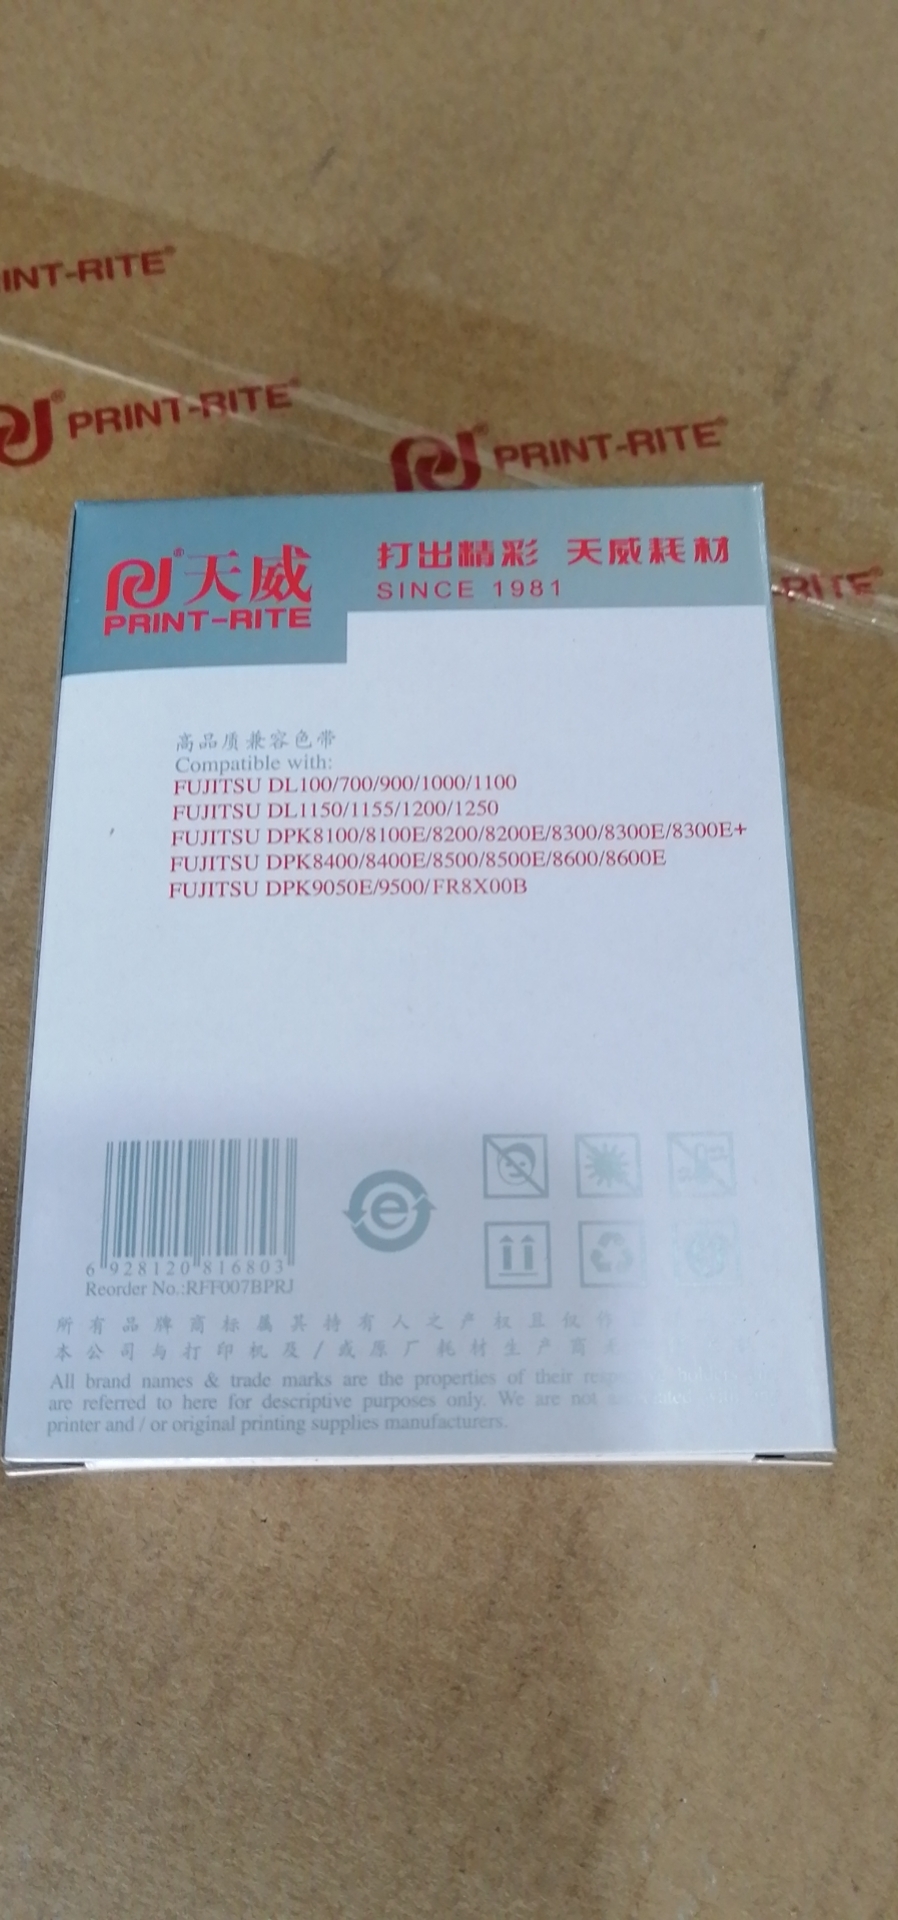 INT-RITE®
PRINT-RITE®
PRINT-RITE®
RITE®
®天威
PRINT-RITE
打出精彩 天威耗材
SINCE 1981
高品质兼容色带
Compatible with:
FUJITSU DL100/700/900/1000/1100
FUJITSU DL1150/1155/1200/1250
FUJITSU DPK8100/8100E/8200/8200E/8300/8300E/8300E+
FUJITSU DPK8400/8400E/8500/8500E/8600/8600E
FUJITSU DPK9050E/9500/FR8X00B
6 928120 816803
Reorder No.:RFF007BPRJ
所有品牌商标属其持有人之产权且仅作
本公司与打印机及/或原厂耗材生产商
All brand names & trade marks are the properties of their
are referred to here for descriptive purposes only. We are not
printer and / or original printing supplies manufacturers.